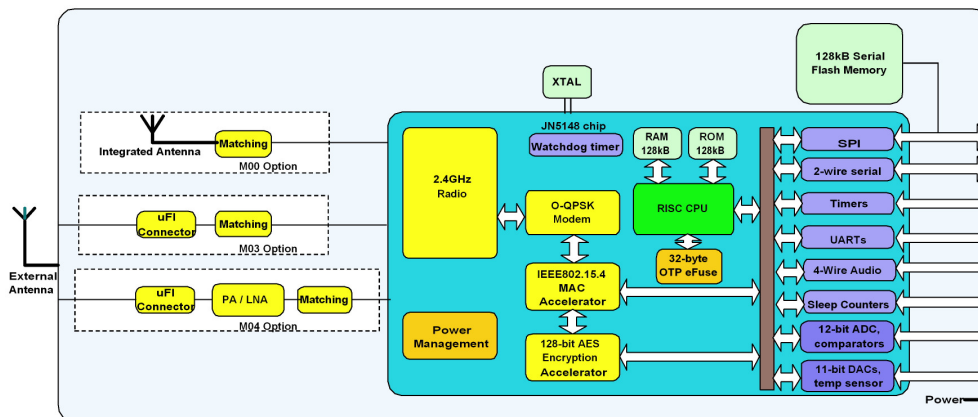 128kB Serial
Flash Memory
XTAL
JN5148 chip
Watchdog timer
RAM
128kB
ROM
128kB
Integrated Antenna
Matching
M00 Option
2.4GHz
Radio
O-QPSK
Modem
RISC CPU
32-byte
OTP eFuse
SPI
2-wire serial
Timers
UARTs
4-Wire Audio
Sleep Counters
12-bit ADC,
comparators
11-bit DACs,
temp sensor
uFl
Connector
Matching
M03 Option
External
Antenna
uFl
Connector
PA / LNA
Matching
M04 Option
IEEE802.15.4
MAC
Accelerator
Power
Management
128-bit AES
Encryption
Accelerator
Power